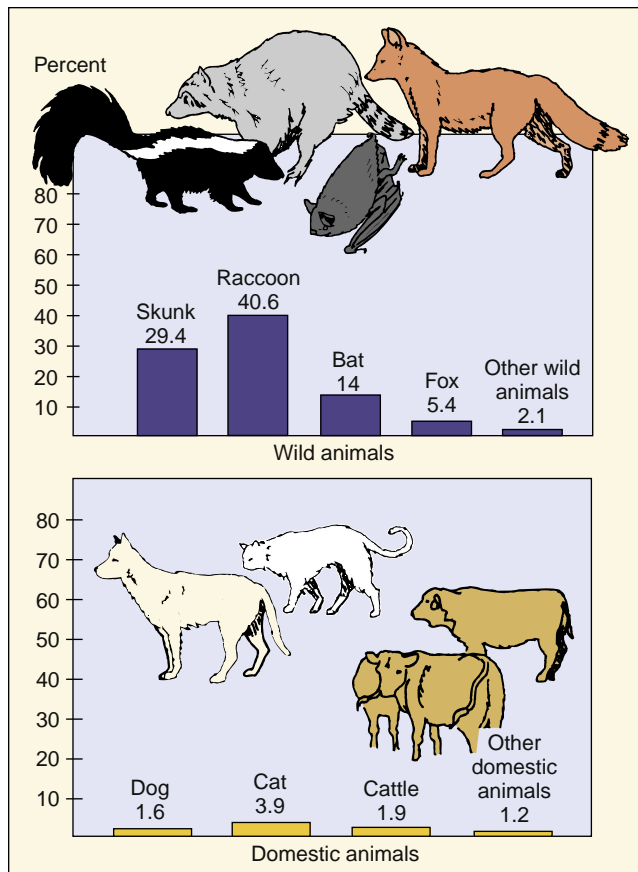 Percent
80
70
60
50
40
30
20
10
Skunk
29.4
Raccoon
40.6
Bat
14
Fox
5.4
Other wild
animals
2.1
Wild animals
80
70
60
50
40
30
20
10
Dog
1.6
Cat
3.9
Cattle
1.9
Other
domestic
animals
1.2
Domestic animals